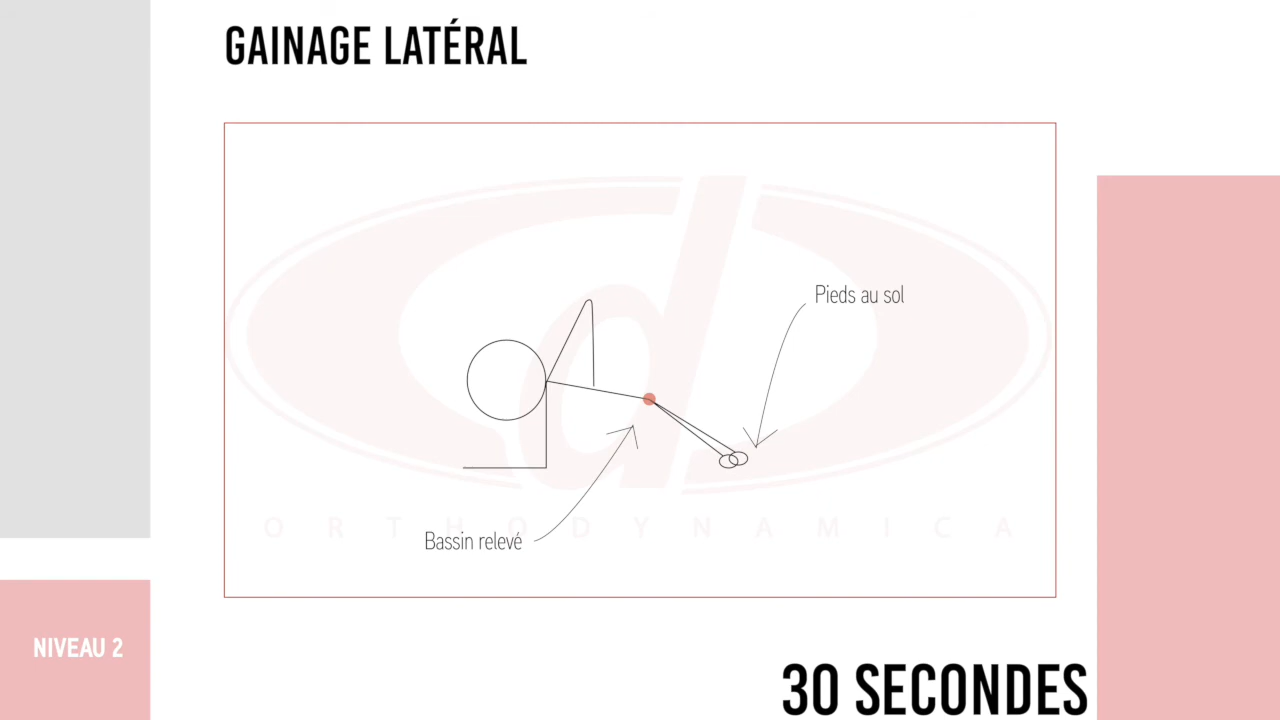 GAINAGE LATÉRAL
Pieds au sol
Bassin relevé
ORTHODYNAMICA
NIVEAU 2
30 SECONDES